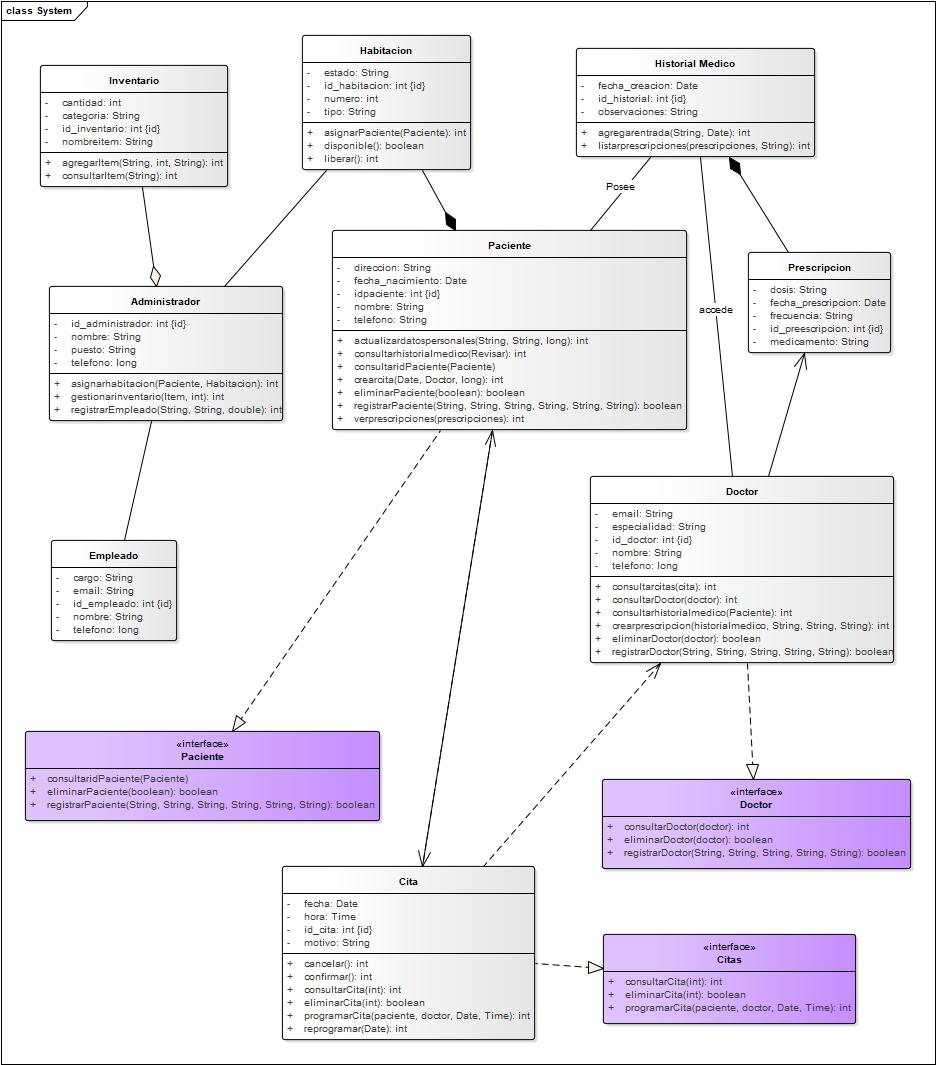 class System
Inventario
- cantidad: int
- categoria: String
- id_inventario: int {id}
- nombreitem: String
+ agregarItem(String, int, String): int
+ consultarItem(String): int
Habitacion
- estado: String
- id_habitacion: int {id}
- numero: int
- tipo: String
+ asignarPaciente(Paciente): int
+ disponible(): boolean
+ liberar(): int
Historial Medico
- fecha_creacion: Date
- id_historial: int {id}
- observaciones: String
+ agregarentrada(String, Date): int
+ listarprescripciones(prescripciones, String): int
Posee
accede
Paciente
- direccion: String
- fecha_nacimiento: Date
- idpaciente: int {id}
- nombre: String
- telefono: String
+ actualizardatospersonales(String, String, long): int
+ consultarhistorialmedico(Revisar): int
+ consultaridPaciente(Paciente)
+ crearcita(Date, Doctor, long): int
+ eliminarPaciente(boolean): boolean
+ registrarPaciente(String, String, String, String, String, String): boolean
+ verprescripciones(prescripciones): int
Prescripcion
- dosis: String
- fecha_prescripcion: Date
- frecuencia: String
- id_preescripcion: int {id}
- medicamento: String
Administrador
- id_administrador: int {id}
- nombre: String
- puesto: String
- telefono: long
+ asignarhabitacion(Paciente, Habitacion): int
+ gestionarinventario(Item, int): int
+ registrarEmpleado(String, String, double): int
Doctor
- email: String
- especialidad: String
- id_doctor: int {id}
- nombre: String
- telefono: long
+ consultarcitas(cita): int
+ consultarDoctor(doctor): int
+ consultarhistorialmedico(Paciente): int
+ crearprescripcion(historialmedico, String, String, String): int
+ eliminarDoctor(doctor): boolean
+ registrarDoctor(String, String, String, String, String): boolean
Empleado
- cargo: String
- email: String
- id_empleado: int {id}
- nombre: String
- telefono: long
«interface»
Paciente
+ consultaridPaciente(Paciente)
+ eliminarPaciente(boolean): boolean
+ registrarPaciente(String, String, String, String, String, String): boolean
«interface»
Doctor
+ consultarDoctor(doctor): int
+ eliminarDoctor(doctor): boolean
+ registrarDoctor(String, String, String, String, String): boolean
Cita
- fecha: Date
- hora: Time
- id_cita: int {id}
- motivo: String
+ cancelar(): int
+ confirmar(): int
+ consultarCita(int): int
+ eliminarCita(int): boolean
+ programarCita(paciente, doctor, Date, Time): int
+ reprogramar(Date): int
«interface»
Citas
+ consultarCita(int): int
+ eliminarCita(int): boolean
+ programarCita(paciente, doctor, Date, Time): int